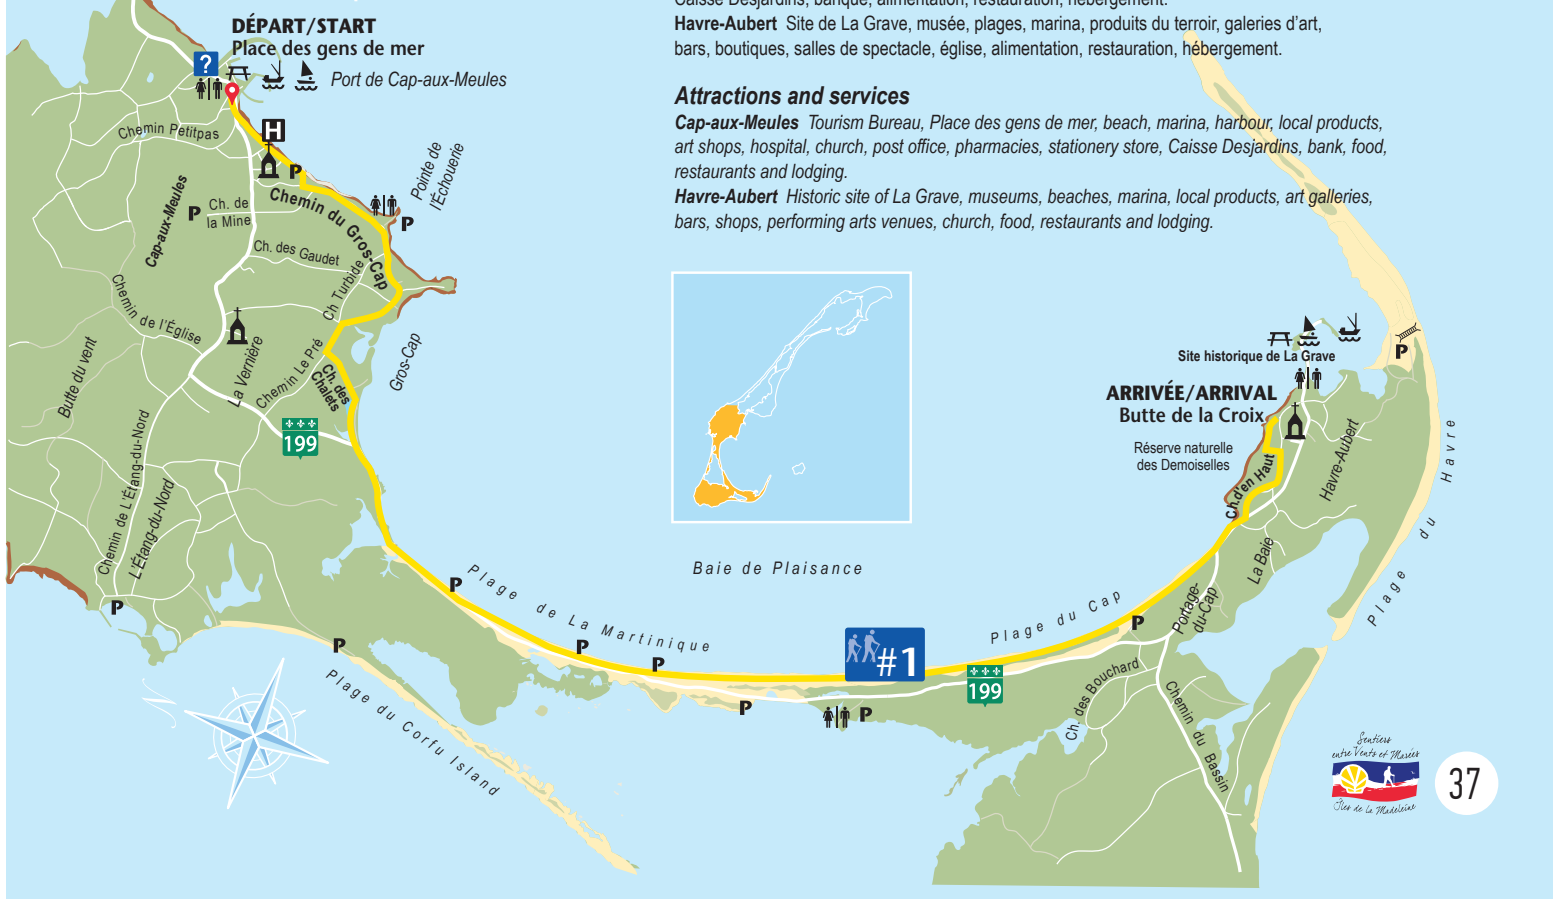 Caisse Desjardins, banque, alimentation, restauration, hébergement.
Havre-Aubert Site de La Grave, musée, plages, marina, produits du terroir, galeries d'art,
bars, boutiques, salles de spectacle, église, alimentation, restauration, hébergement.
Attractions and services
Cap-aux-Meules Tourism Bureau, Place des gens de mer, beach, marina, harbour, local products,
art shops, hospital, church, post office, pharmacies, stationery store, Caisse Desjardins, bank, food,
restaurants and lodging.
Havre-Aubert Historic site of La Grave, museums, beaches, marina, local products, art galleries,
bars, shops, performing arts venues, church, food, restaurants and lodging.
DÉPART/START
Place des gens de mer
?
Port de Cap-aux-Meules
H
Chemin Petitpas
P
Pointe de
l'Échouerie
Cap-aux-Meules
P
Ch. de
la Mine
Chemin du Gros-Cap
P
Ch. des Gaudet
Ch Turbide
Chemin de l'Église
Butte du vent
La Vernière
Chemin Le Pré
Ch. des
Chalets
Gros-Cap
199
Chemin de L'Étang-du-Nord
L'Étang-du-Nord
P
P
Plage du Corfu Island
P
Plage de La Martinique
P
P
P
P
Baie de Plaisance
#1
199
Plage du Cap
P
Portage-
du-Cap
La Baie
Ch. des Bouchard
Chemin du Bassin
Site historique de La Grave
P
ARRIVÉE/ARRIVAL
Butte de la Croix
Réserve naturelle
des Demoiselles
Ch.d'en Haut
Havre-Aubert
Plage du Havre
Sentiers
entre Vents et Marées
Îles de la Madeleine
37